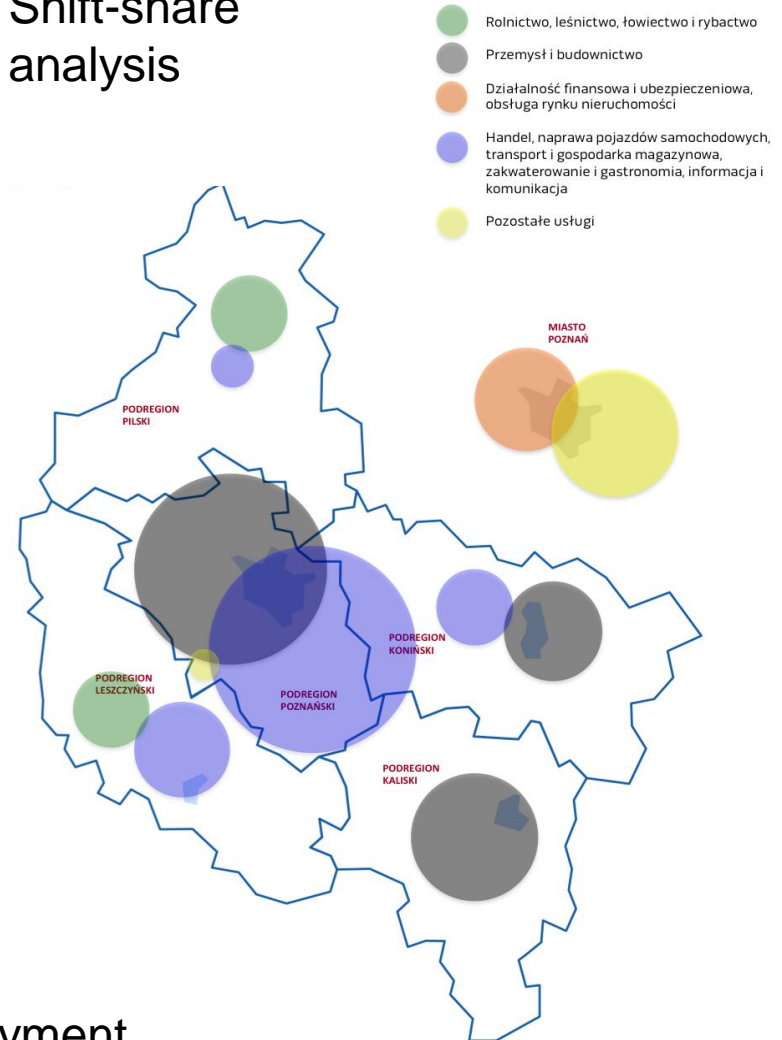 Shift-share
analysis
Rolnictwo, leśnictwo, łowiectwo i rybactwo
Przemysł i budownictwo
Działalność finansowa i ubezpieczeniowa,
obsługa rynku nieruchomości
Handel, naprawa pojazdów samochodowych,
transport i gospodarka magazynowa,
zakwaterowanie i gastronomia, informacja i
komunikacja
Pozostałe usługi
MIASTO
POZNAŃ
PODREGION
PILSKI
PODREGION
KONIŃSKI
PODREGION
LESZCZYŃSKI
PODREGION
POZNAŃSKI
PODREGION
KALISKI